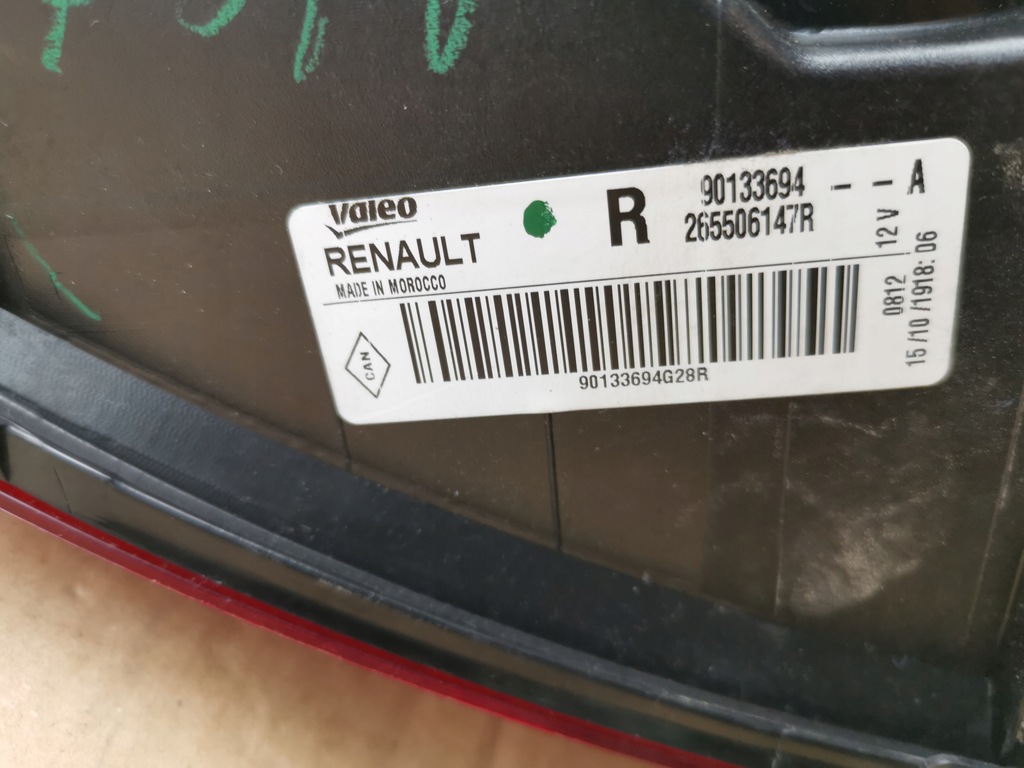 Valeo
RENAULT
MADE IN MOROCCO
R
90133694 - - A
265506147R
12 V
0812
15/10/1918:06
CAN
90133694G28R